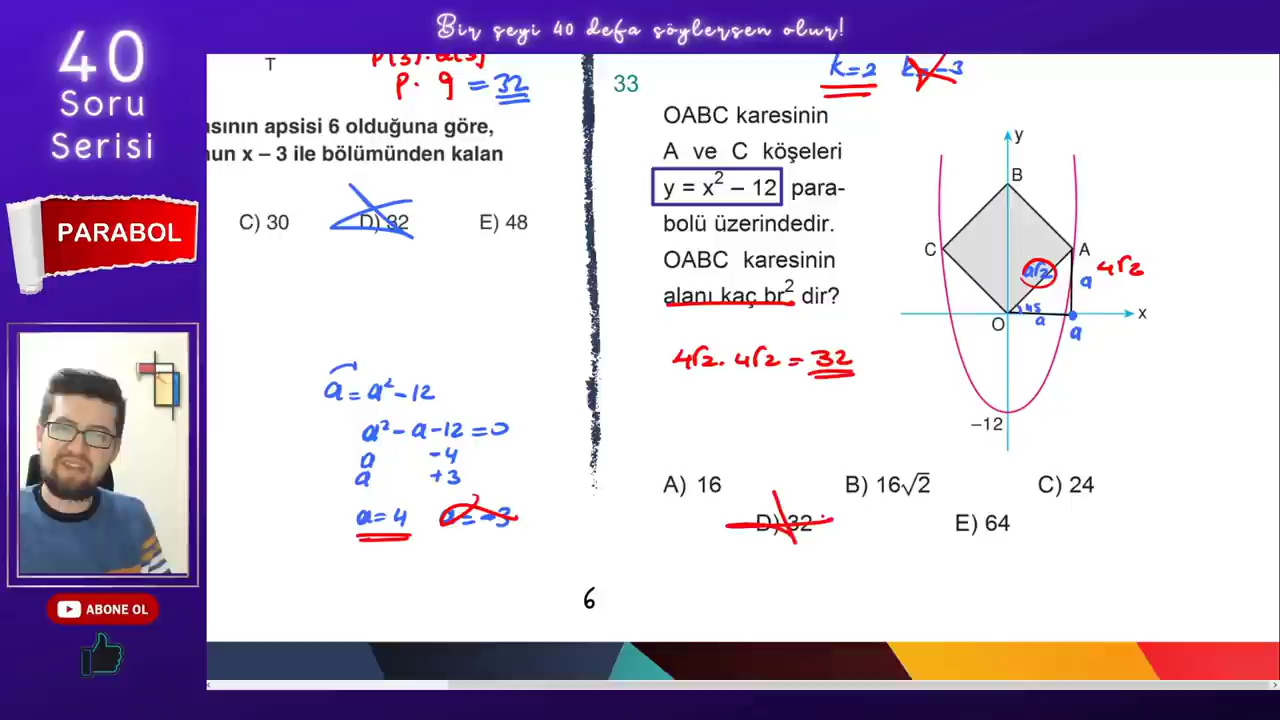 Bir şeyi 40 defa söylersen olur!
40
Soru
Serisi
PARABOL
ABONE OL
T
P(3).
P. 9 = 32
asının apsisi 6 olduğuna göre,
nun x – 3 ile bölümünden kalan
C) 30
D) 32
E) 48
a = a² - 12
a² - a - 12 = 0
a - 4
a + 3
a = 4 a = -3
33
k = 2 k = -3
OABC karesinin
A ve C köşeleri
y = x² – 12 para-
bolü üzerindedir.
OABC karesinin
alanı kaç br² dir?
4√2 . 4√2 = 32
y
B
C
A
4√2
a√2
a
45
O
a
a
x
–12
A) 16
B) 16√2
C) 24
D) 32
E) 64
6